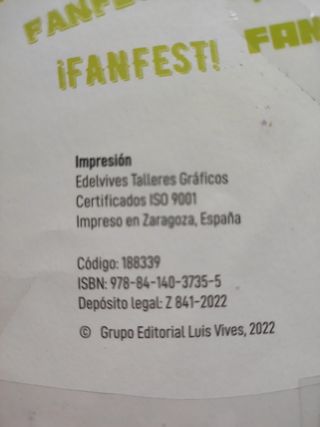 FANFES
¡FANFEST!
FAN
Impresión
Edelvives Talleres Gráficos
Certificados ISO 9001
Impreso en Zaragoza, España
Código: 188339
ISBN: 978-84-140-3735-5
Depósito legal: Z 841-2022
© Grupo Editorial Luis Vives, 2022